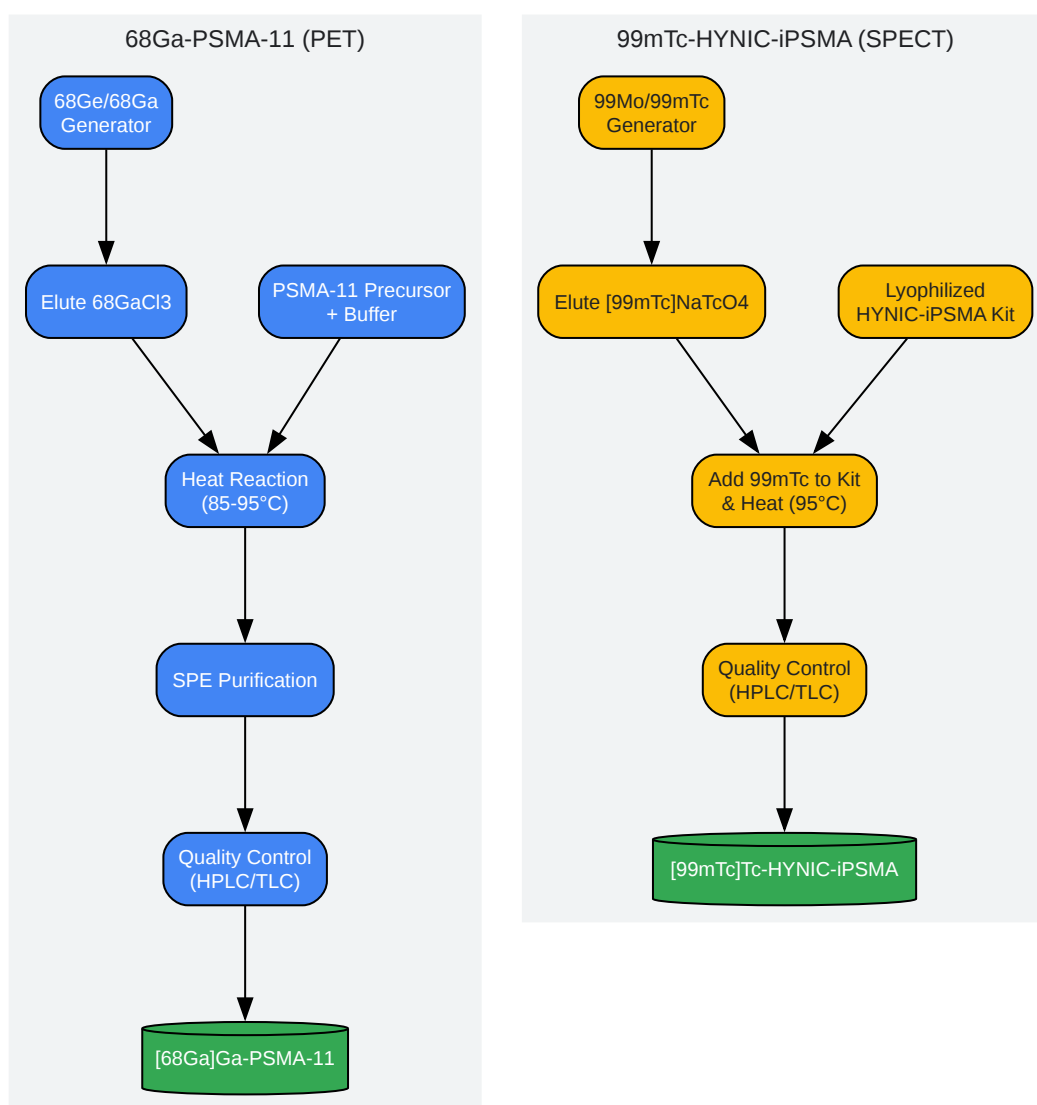 68Ga-PSMA-11 (PET)
68Ge/68Ga
Generator
Elute 68GaCl3
PSMA-11 Precursor
+ Buffer
Heat Reaction
(85-95°C)
SPE Purification
Quality Control
(HPLC/TLC)
[68Ga]Ga-PSMA-11
99mTc-HYNIC-iPSMA (SPECT)
99Mo/99mTc
Generator
Elute [99mTc]NaTcO4
Lyophilized
HYNIC-iPSMA Kit
Add 99mTc to Kit
& Heat (95°C)
Quality Control
(HPLC/TLC)
[99mTc]Tc-HYNIC-iPSMA